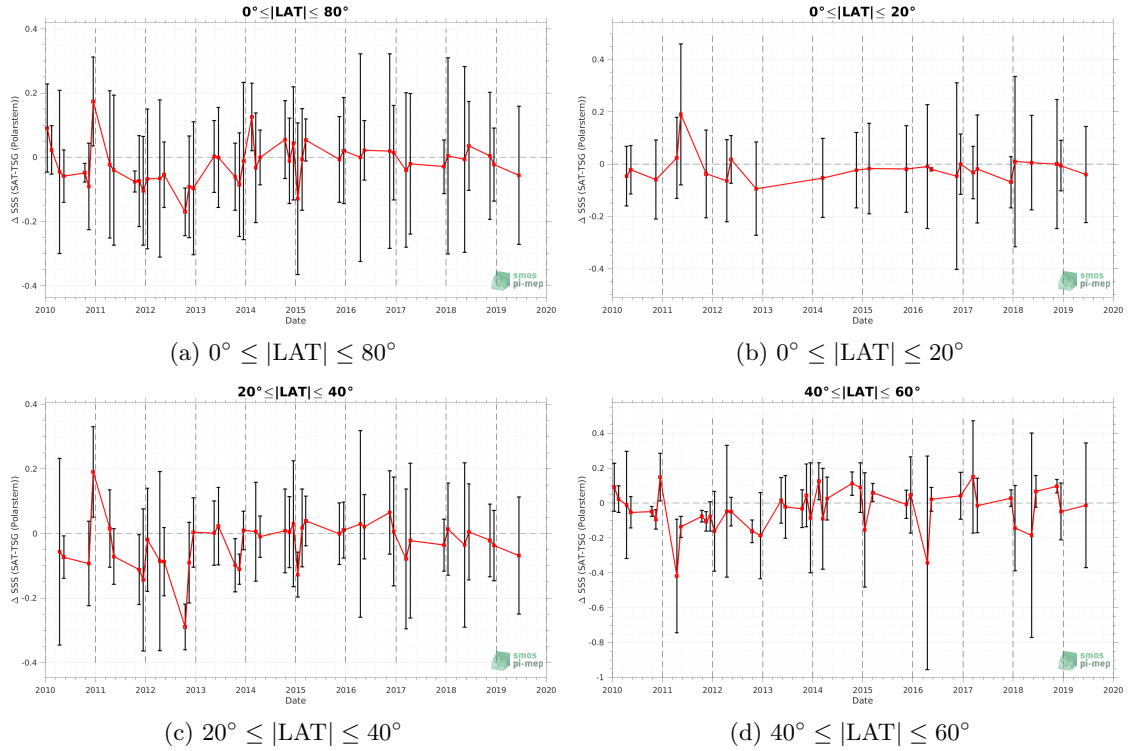 0°≤|LAT|≤ 80°
Δ SSS (SAT-TSG (Polarstern))
0.4
0.2
0
-0.2
-0.4
2010 2011 2012 2013 2014 2015 2016 2017 2018 2019 2020
Date
smos
pi-mep
(a) 0° ≤ |LAT| ≤ 80°
0°≤|LAT|≤ 20°
Δ SSS (SAT-TSG (Polarstern))
0.4
0.2
0
-0.2
-0.4
2010 2011 2012 2013 2014 2015 2016 2017 2018 2019 2020
Date
smos
pi-mep
(b) 0° ≤ |LAT| ≤ 20°
20°≤|LAT|≤ 40°
Δ SSS (SAT-TSG (Polarstern))
0.4
0.2
0
-0.2
-0.4
2010 2011 2012 2013 2014 2015 2016 2017 2018 2019 2020
Date
smos
pi-mep
(c) 20° ≤ |LAT| ≤ 40°
40°≤|LAT|≤ 60°
Δ SSS (SAT-TSG (Polarstern))
0.6
0.4
0.2
0
-0.2
-0.4
-0.6
-0.8
-1
2010 2011 2012 2013 2014 2015 2016 2017 2018 2019 2020
Date
smos
pi-mep
(d) 40° ≤ |LAT| ≤ 60°